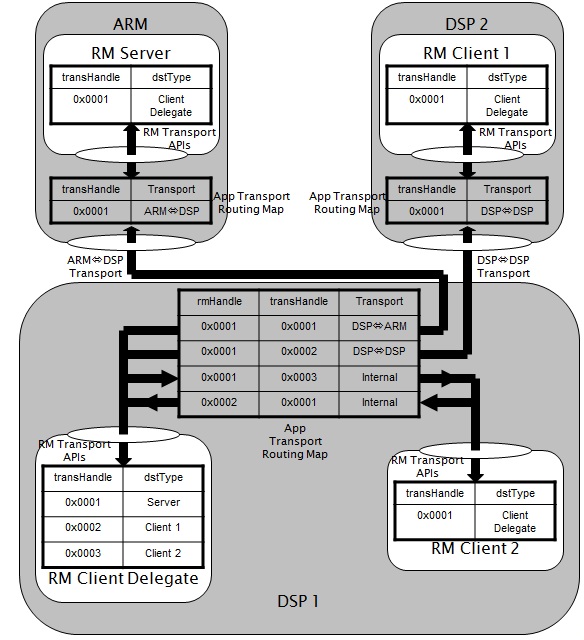 ARM
RM Server
transHandle dstType
0x0001 Client
Delegate
RM Transport
APIs
transHandle Transport
0x0001 ARM⇔DSP
App Transport
Routing Map
ARM⇔DSP
Transport
DSP 2
RM Client 1
transHandle dstType
0x0001 Client
Delegate
RM Transport
APIs
App Transport
Routing Map
transHandle Transport
0x0001 DSP⇔DSP
DSP⇔DSP
Transport
rmHandle transHandle Transport
0x0001 0x0001 DSP⇔ARM
0x0001 0x0002 DSP⇔DSP
0x0001 0x0003 Internal
0x0002 0x0001 Internal
App
Transport
Routing Map
RM Transport
APIs
transHandle dstType
0x0001 Server
0x0002 Client 1
0x0003 Client 2
RM Client Delegate
RM Transport
APIs
transHandle dstType
0x0001 Client
Delegate
RM Client 2
DSP 1